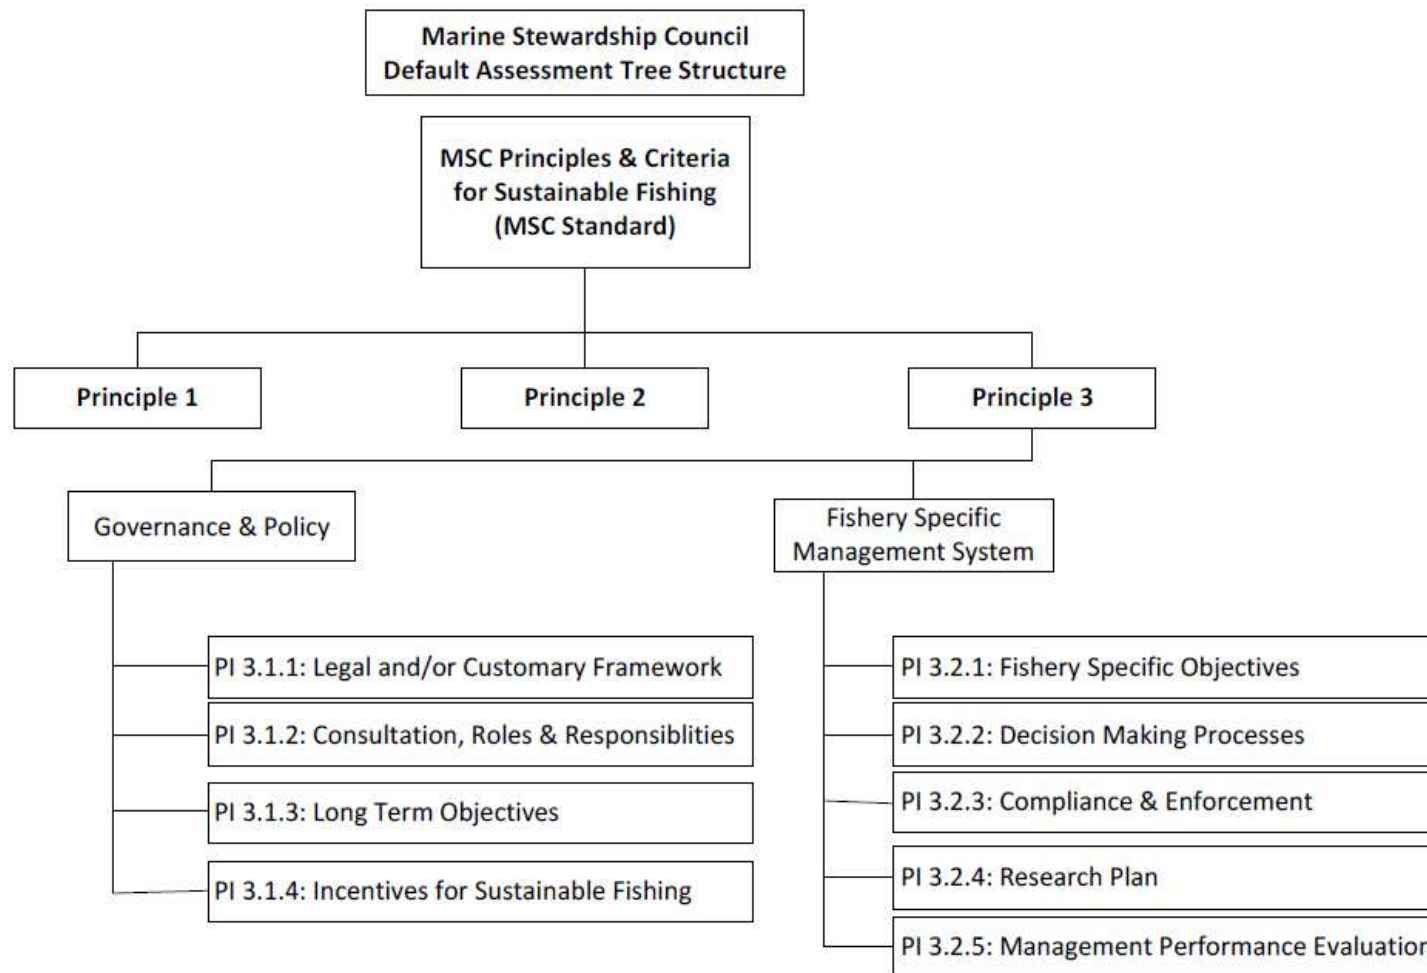 Marine Stewardship Council
Default Assessment Tree Structure
MSC Principles & Criteria
for Sustainable Fishing
(MSC Standard)
Principle 1
Principle 2
Principle 3
Governance & Policy
Fishery Specific
Management System
PI 3.1.1: Legal and/or Customary Framework
PI 3.1.2: Consultation, Roles & Responsiblities
PI 3.1.3: Long Term Objectives
PI 3.1.4: Incentives for Sustainable Fishing
PI 3.2.1: Fishery Specific Objectives
PI 3.2.2: Decision Making Processes
PI 3.2.3: Compliance & Enforcement
PI 3.2.4: Research Plan
PI 3.2.5: Management Performance Evaluation